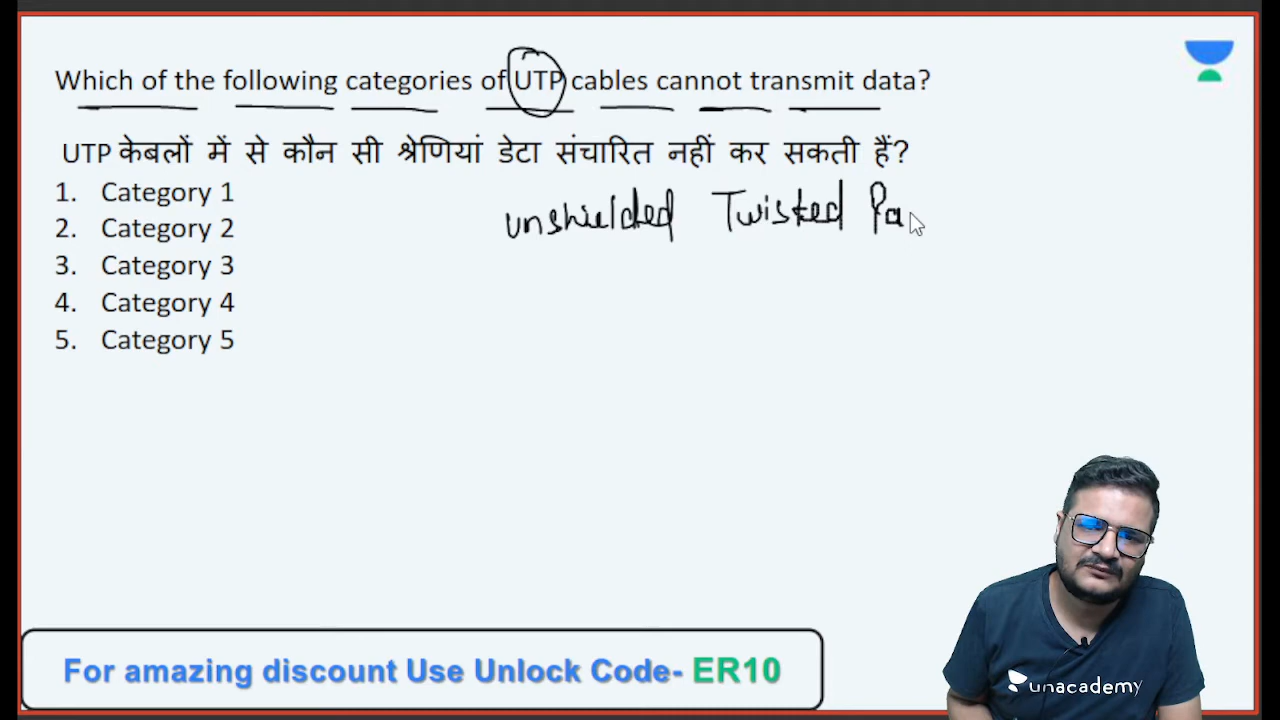 Which of the following categories of UTP cables cannot transmit data?
UTP केबलों में से कौन सी श्रेणियां डेटा संचारित नहीं कर सकती हैं?
1. Category 1
unshielded Twisted Pa
2. Category 2
3. Category 3
4. Category 4
5. Category 5
For amazing discount Use Unlock Code- ER10
unacademy